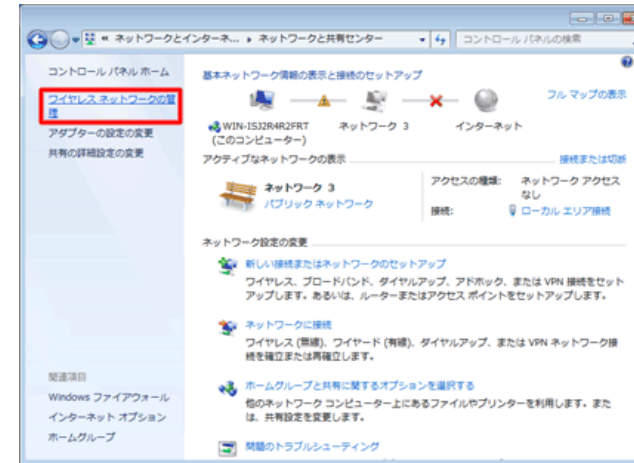 ネットワークとインターネ... ネットワークと共有センター
コントロール パネルの検索
コントロール パネル ホーム
ワイヤレス ネットワークの管
理
アダプターの設定の変更
共有の詳細設定の変更
関連項目
Windows ファイアウォール
インターネット オプション
ホームグループ
基本ネットワーク情報の表示と接続のセットアップ
フル マップの表示
WIN-ISJ2R4R2FRT ネットワーク 3 インターネット
(このコンピューター)
アクティブなネットワークの表示
接続または切断
ネットワーク 3
パブリック ネットワーク
アクセスの種類: ネットワーク アクセス
なし
接続: ローカル エリア接続
ネットワーク設定の変更
新しい接続またはネットワークのセットアップ
ワイヤレス、ブロードバンド、ダイヤルアップ、アドホック、または VPN 接続をセット
アップします。あるいは、ルーターまたはアクセス ポイントをセットアップします。
ネットワークに接続
ワイヤレス (無線)、ワイヤード (有線)、ダイヤルアップ、または VPN ネットワーク接
続を確立または再確立します。
ホームグループと共有に関するオプションを選択する
他のネットワーク コンピューター上にあるファイルやプリンターを利用します。また
は、共有設定を変更します。
問題のトラブルシューティング